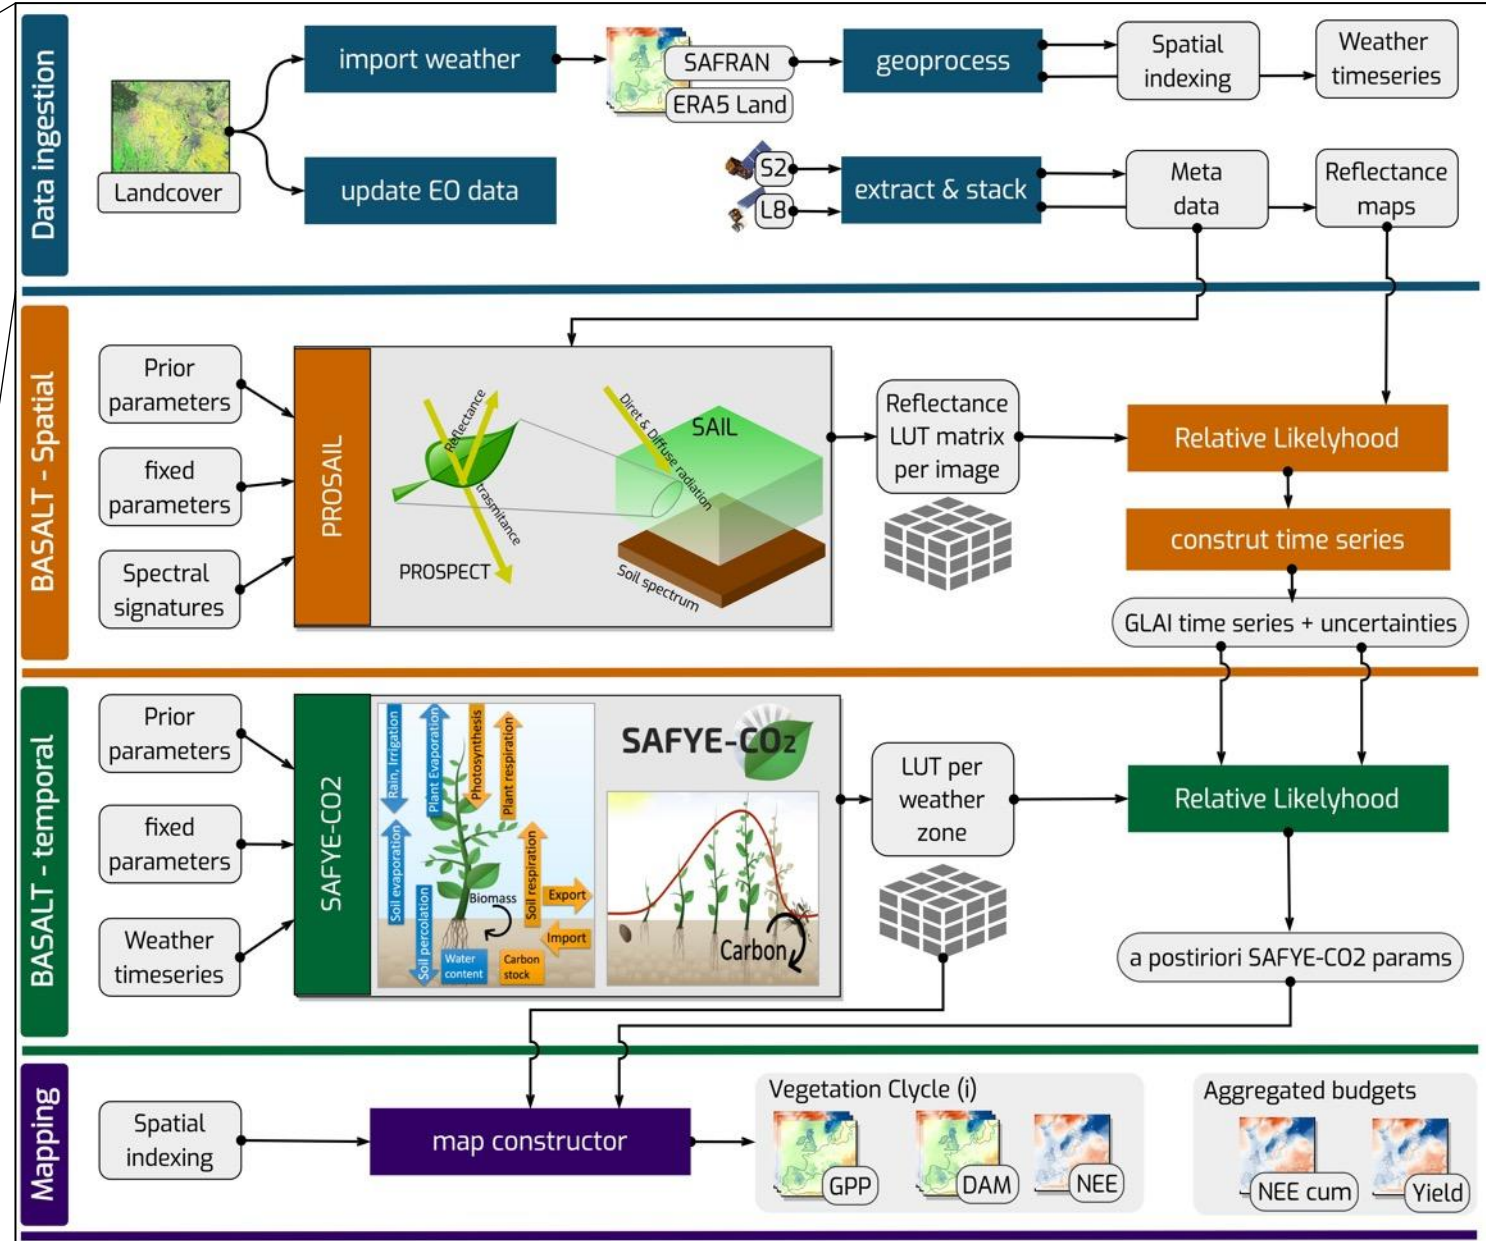 Data ingestion
import weather
SAFRAN
ERA5 Land
geoprocess
Spatial
indexing
Weather
timeseries
Landcover
update EO data
S2
L8
extract & stack
Meta
data
Reflectance
maps
BASALT - Spatial
Prior
parameters
fixed
parameters
Spectral
signatures
PROSAIL
Reflectance
trasmitance
PROSPECT
Diret & Diffuse radiation
SAIL
Soil spectrum
Reflectance
LUT matrix
per image
Relative Likelyhood
construt time series
GLAI time series + uncertainties
BASALT - temporal
Prior
parameters
fixed
parameters
Weather
timeseries
SAFYE-CO2
Rain, Irrigation
Plant Evaporation
Photosynthesis
Plant respiration
Soil evaporation
Soil percolation
Biomass
Soil respiration
Export
Import
Water
content
Carbon
stock
SAFYE-CO2
Carbon
LUT per
weather
zone
Relative Likelyhood
a postiriori SAFYE-CO2 params
Mapping
Spatial
indexing
map constructor
Vegetation Clycle (i)
GPP
DAM
NEE
Aggregated budgets
NEE cum
Yield